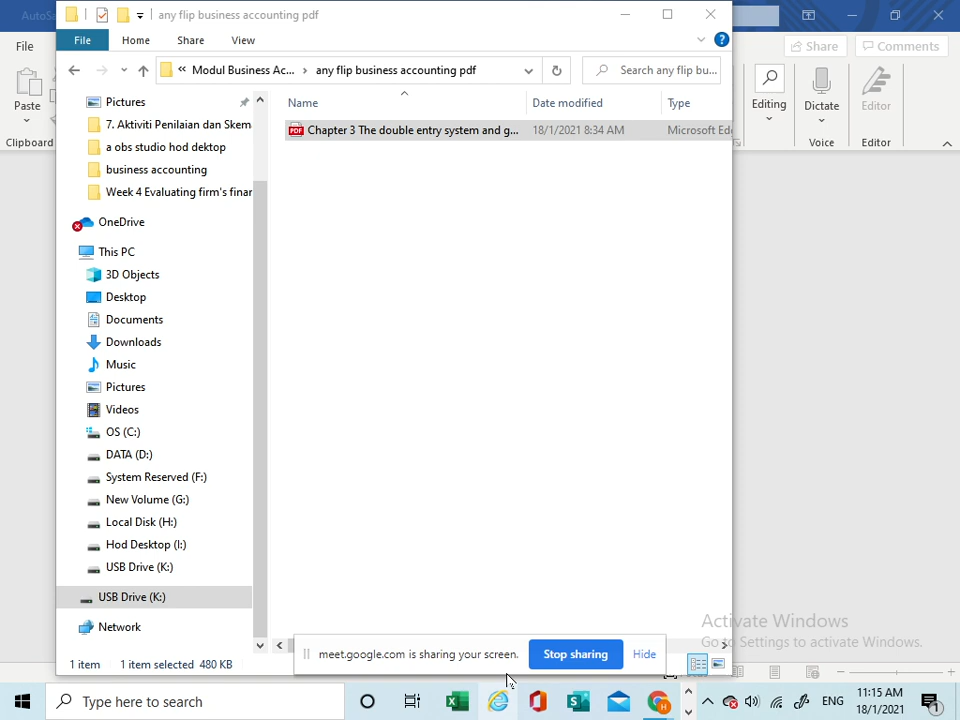 AutoSa
any flip business accounting pdf
File
File
Home
Share
View
Share
Comments
Modul Business Ac...
any flip business accounting pdf
Search any flip bu...
Paste
Clipboard
Editing
Dictate
Voice
Editor
Editor
Name
Date modified
Type
Chapter 3 The double entry system and g...
18/1/2021 8:34 AM
Microsoft Edg
Pictures
7. Aktiviti Penilaian dan Skem
a obs studio hod dektop
business accounting
Week 4 Evaluating firm's finan
OneDrive
This PC
3D Objects
Desktop
Documents
Downloads
Music
Pictures
Videos
OS (C:)
DATA (D:)
System Reserved (F:)
New Volume (G:)
Local Disk (H:)
Hod Desktop (I:)
USB Drive (K:)
USB Drive (K:)
Network
1 item
1 item selected 480 KB
meet.google.com is sharing your screen.
Stop sharing
Hide
Activate Windows
Go to Settings to activate Windows.
Type here to search
ENG
11:15 AM
18/1/2021
1